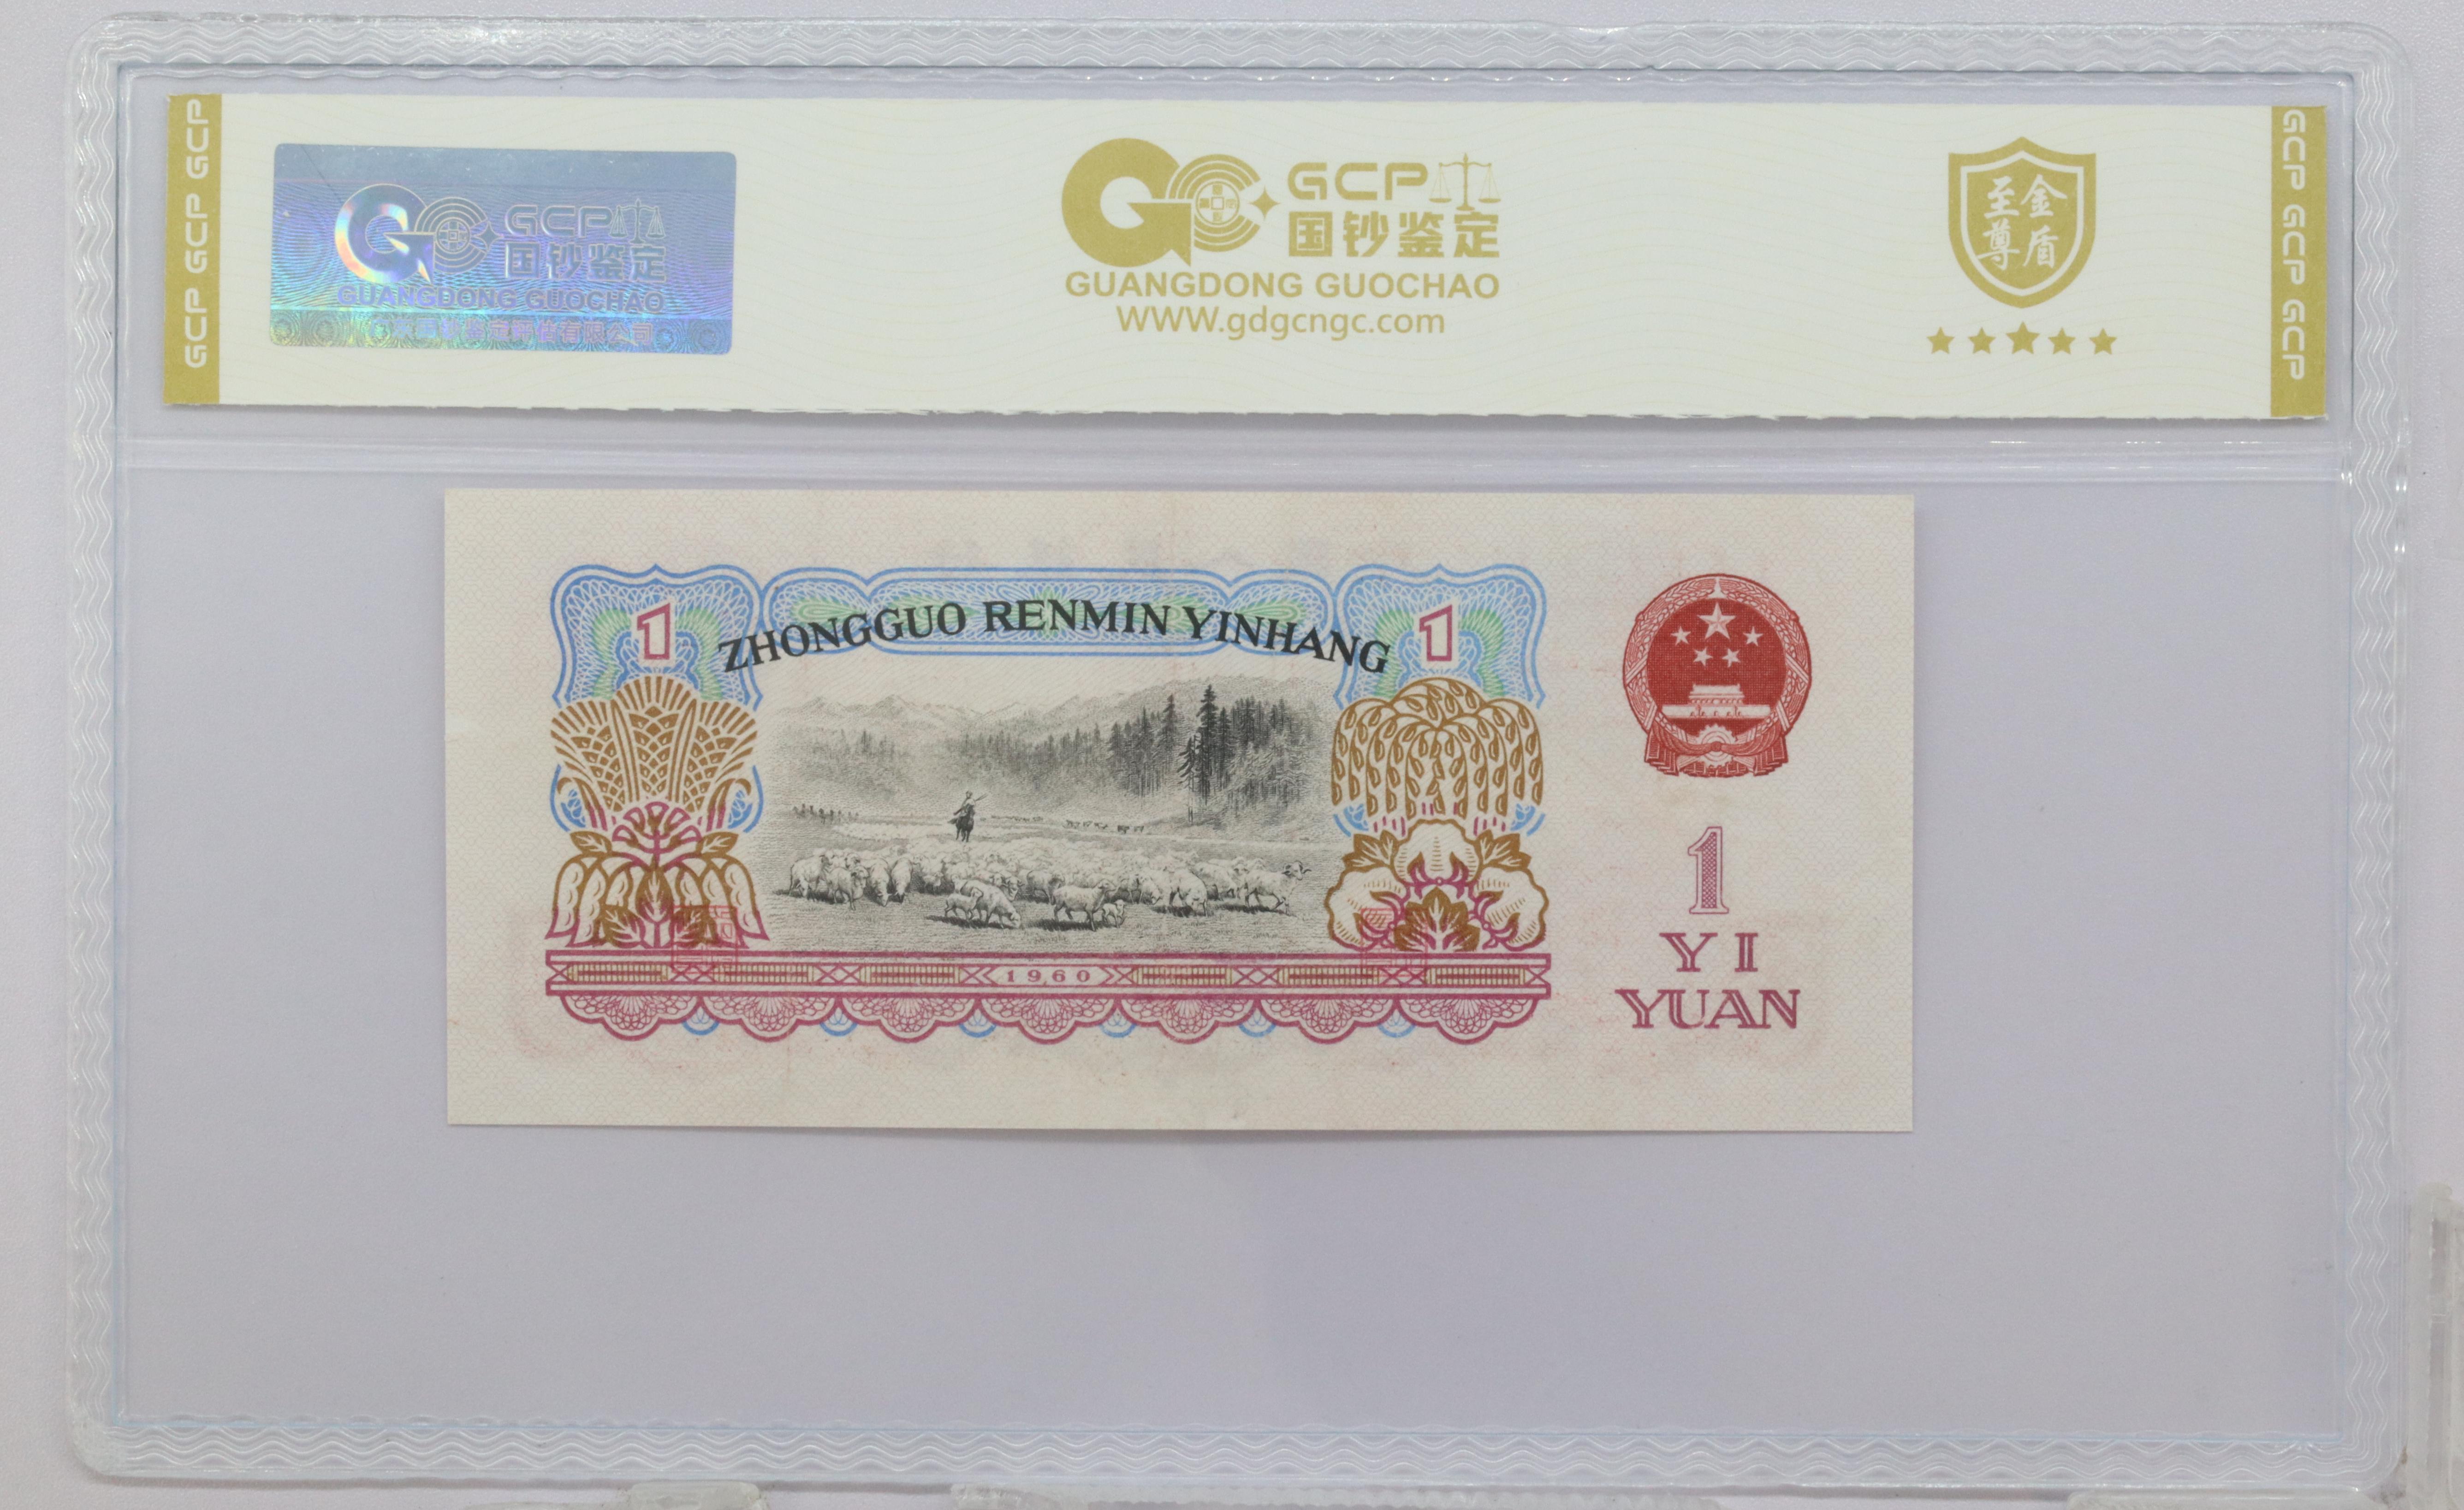 GCP GCP GCP
GCP
国钞鉴定
GUANGDONG GUOCHAO
GCP
国钞鉴定
GUANGDONG GUOCHAO
www.gdgcngc.com
至尊
金盾
GCP GCP GCP
1
ZHONGGUO RENMIN YINHANG
1
1960
1
YI
YUAN